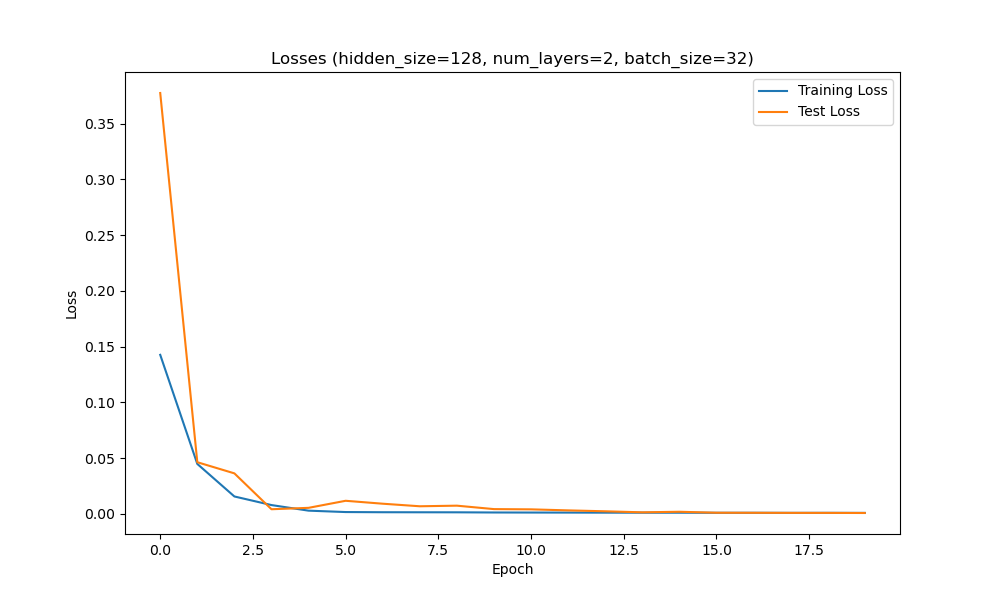 Losses (hidden_size=128, num_layers=2, batch_size=32)
Training Loss
Test Loss
0.35
0.30
0.25
0.20
0.15
0.10
0.05
0.00
Loss
0.0 2.5 5.0 7.5 10.0 12.5 15.0 17.5
Epoch